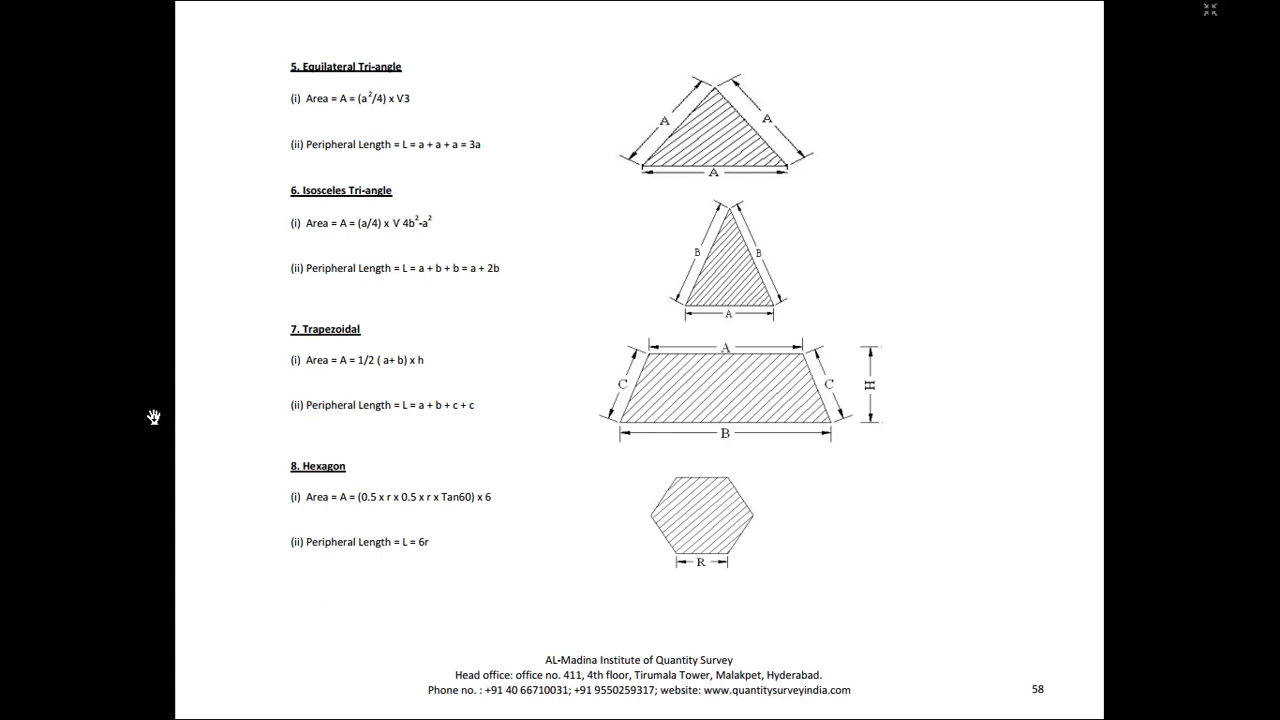 5. Equilateral Tri-angle
(i) Area = A = (a²/4) x V3
(ii) Peripheral Length = L = a + a + a = 3a
A
A
A
6. Isosceles Tri-angle
(i) Area = A = (a/4) x V 4b²-a²
(ii) Peripheral Length = L = a + b + b = a + 2b
B
B
A
7. Trapezoidal
(i) Area = A = 1/2 ( a+ b) x h
(ii) Peripheral Length = L = a + b + c + c
A
C
C
H
B
8. Hexagon
(i) Area = A = (0.5 x r x 0.5 x r x Tan60) x 6
(ii) Peripheral Length = L = 6r
R
AL-Madina Institute of Quantity Survey
Head office: office no. 411, 4th floor, Tirumala Tower, Malakpet, Hyderabad.
Phone no. : +91 40 66710031; +91 9550259317; website: www.quantitysurveyindia.com
58